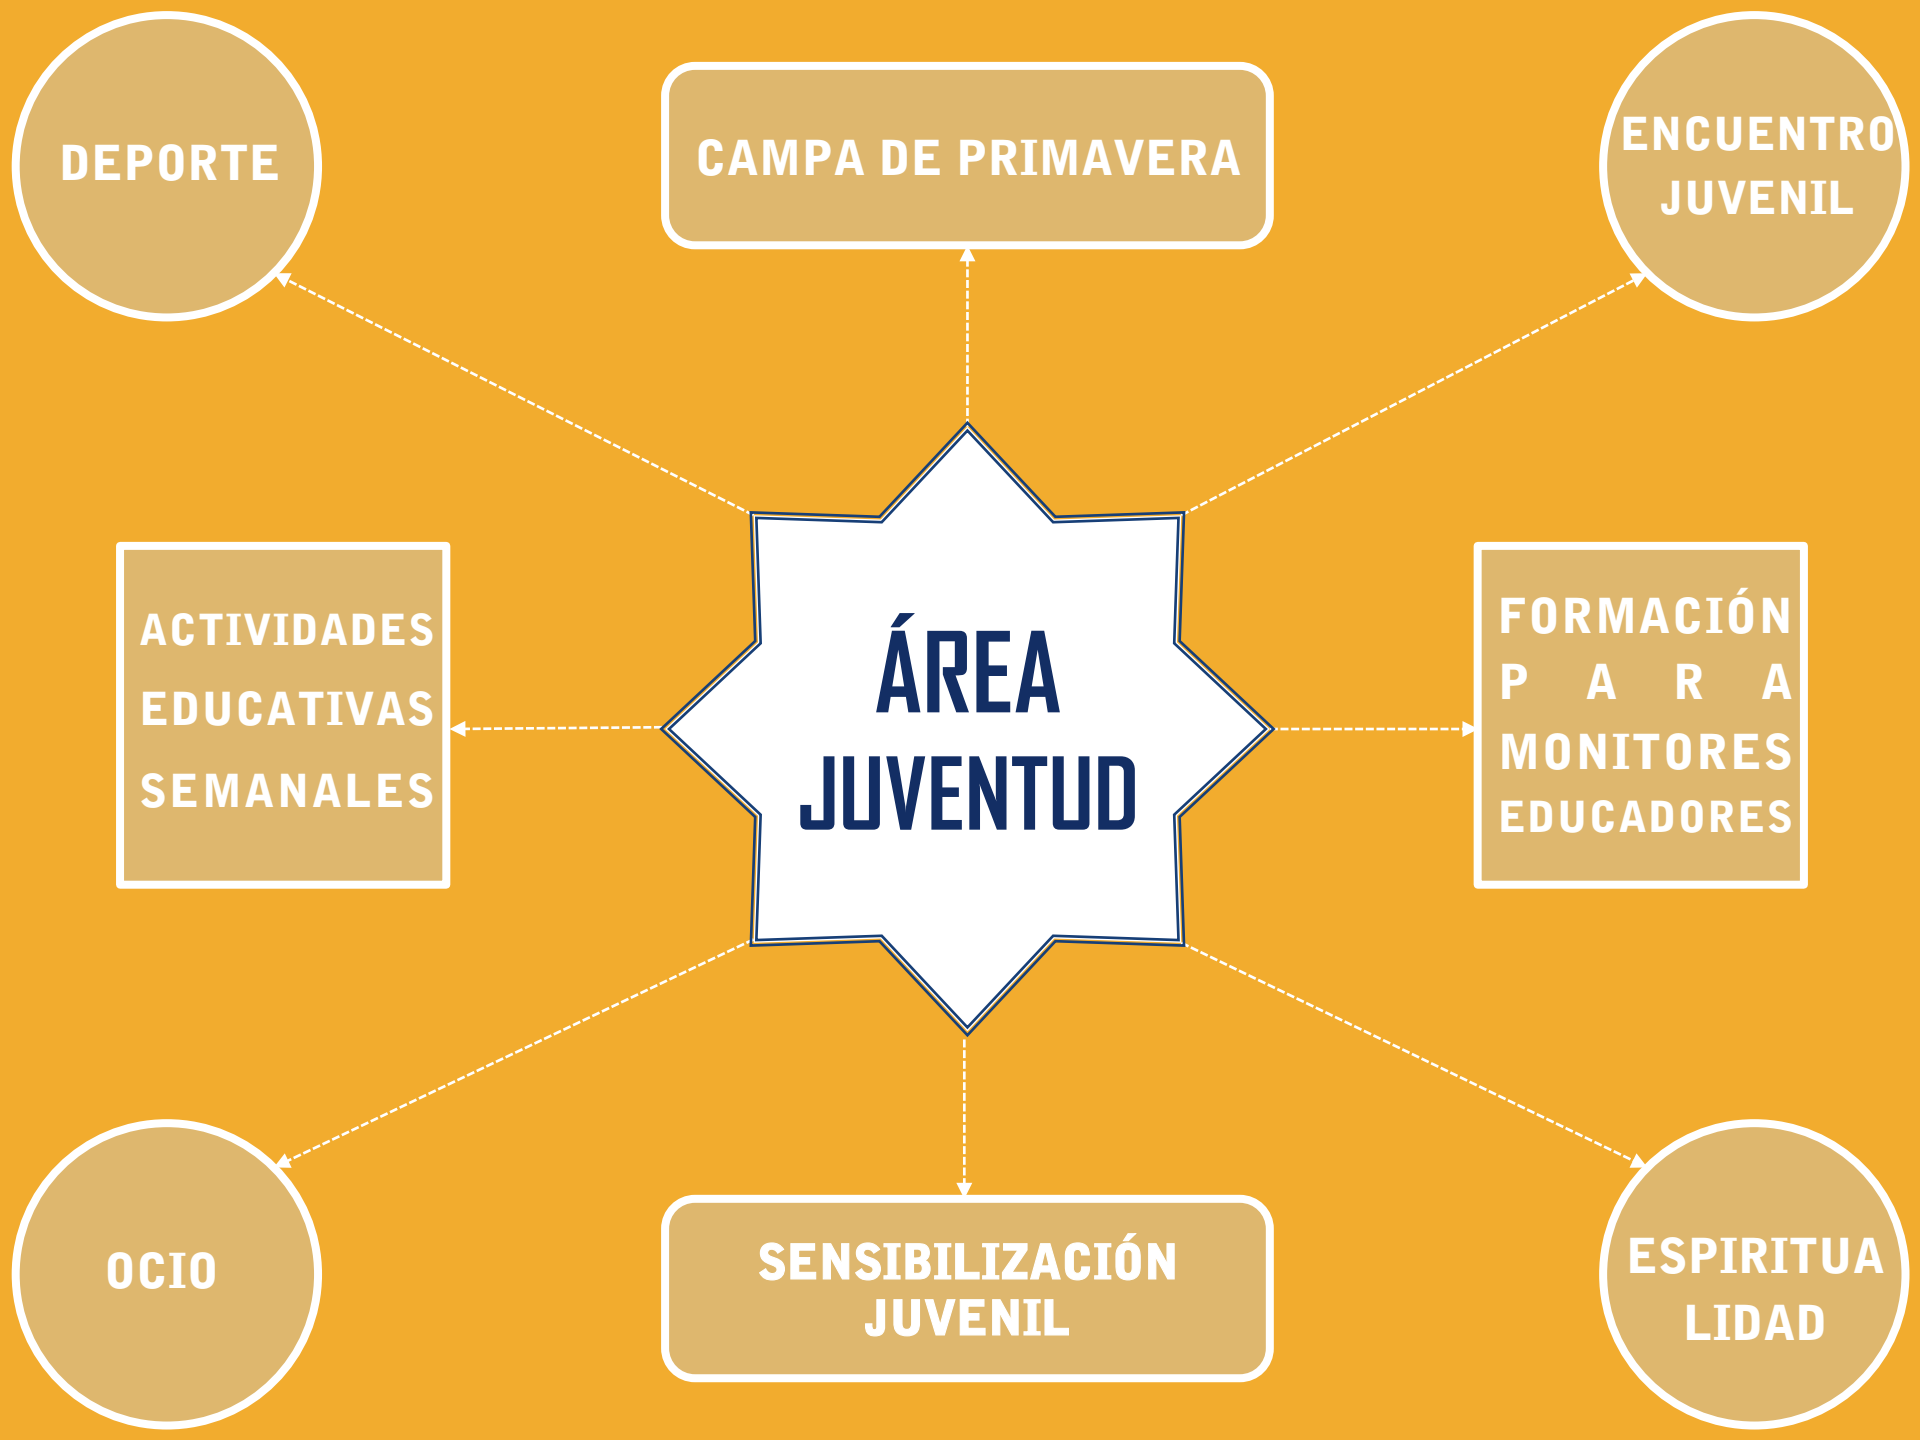 DEPORTE
CAMPA DE PRIMAVERA
ENCUENTRO
JUVENIL
ACTIVIDADES
EDUCATIVAS
SEMANALES
ÁREA
JUVENTUD
FORMACIÓN
PARA
MONITORES
EDUCADORES
OCIO
SENSIBILIZACIÓN
JUVENIL
ESPIRITUA
LIDAD